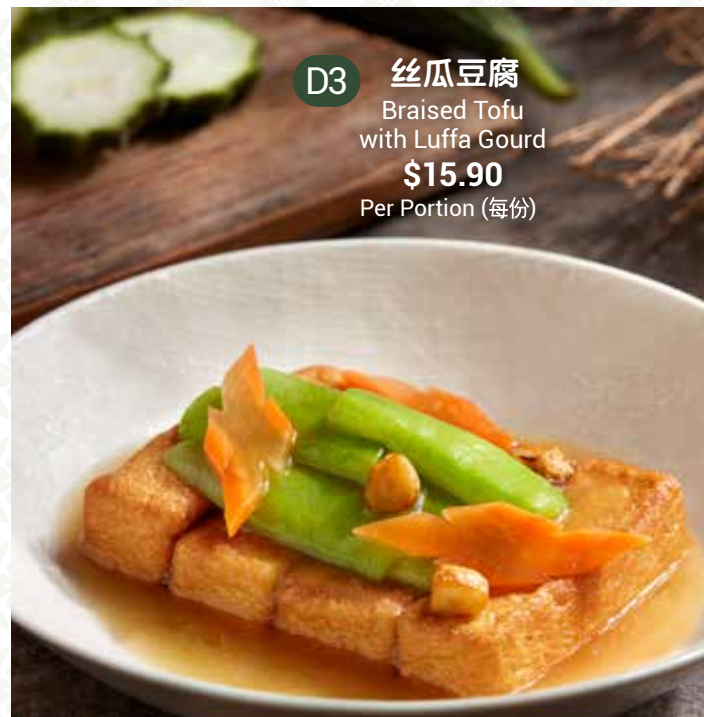 D3
丝瓜豆腐
Braised Tofu
with Luffa Gourd
$15.90
Per Portion (每份)